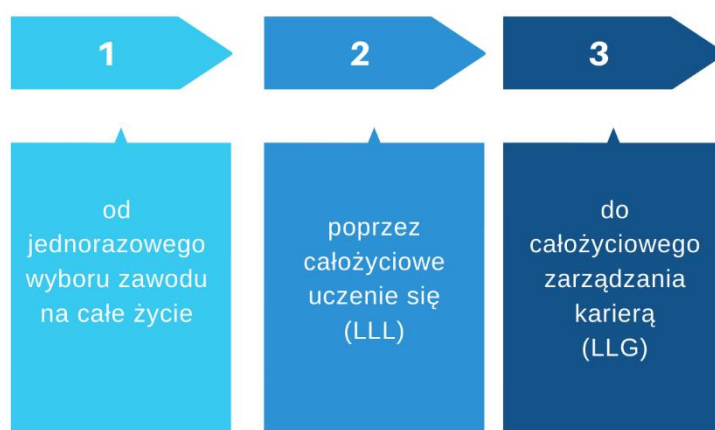 1
2
3
od
jednorazowego
wyboru zawodu
na całe życie
poprzez
całożyciowe
uczenie się
(LLL)
do
całożyciowego
zarządzania
karierą
(LLG)